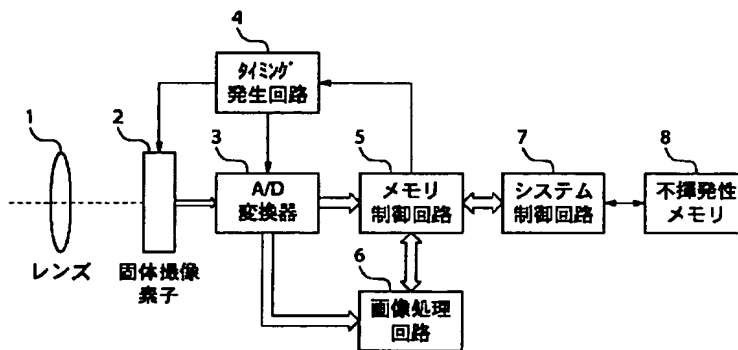 4
タイミング
発生回路
1
2
3
5
7
8
A/D
変換器
メモリ
制御回路
システム
制御回路
不揮発性
メモリ
レンズ
固体撮像
素子
6
画像処理
回路